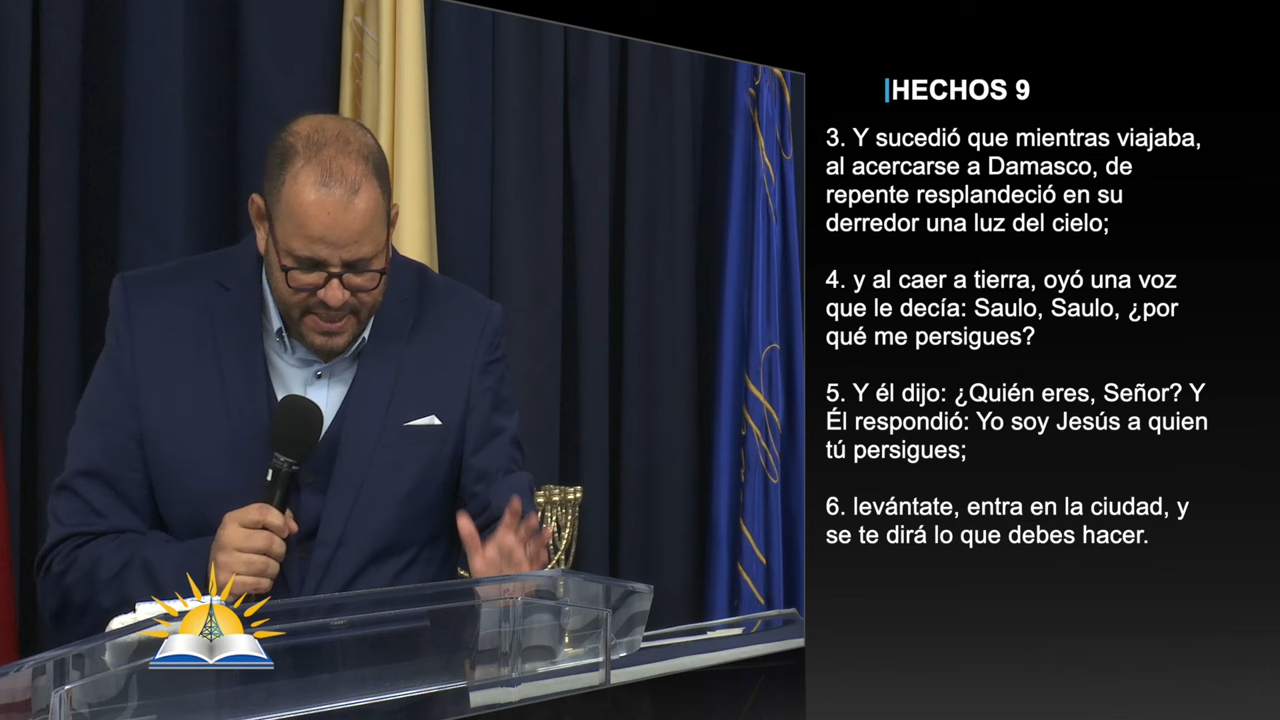 HECHOS 9
3. Y sucedió que mientras viajaba,
al acercarse a Damasco, de
repente resplandeció en su
derredor una luz del cielo;
4. y al caer a tierra, oyó una voz
que le decía: Saulo, Saulo, ¿por
qué me persigues?
5. Y él dijo: ¿Quién eres, Señor? Y
Él respondió: Yo soy Jesús a quien
tú persigues;
6. levántate, entra en la ciudad, y
se te dirá lo que debes hacer.